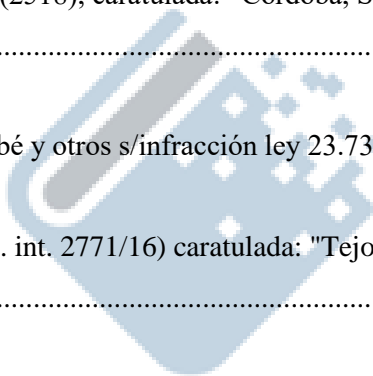 (2518), caratulada: "Córdoba, S
....................................................................
bé y otros s/infracción ley 23.73
. int. 2771/16) caratulada: "Tejo
....................................................................